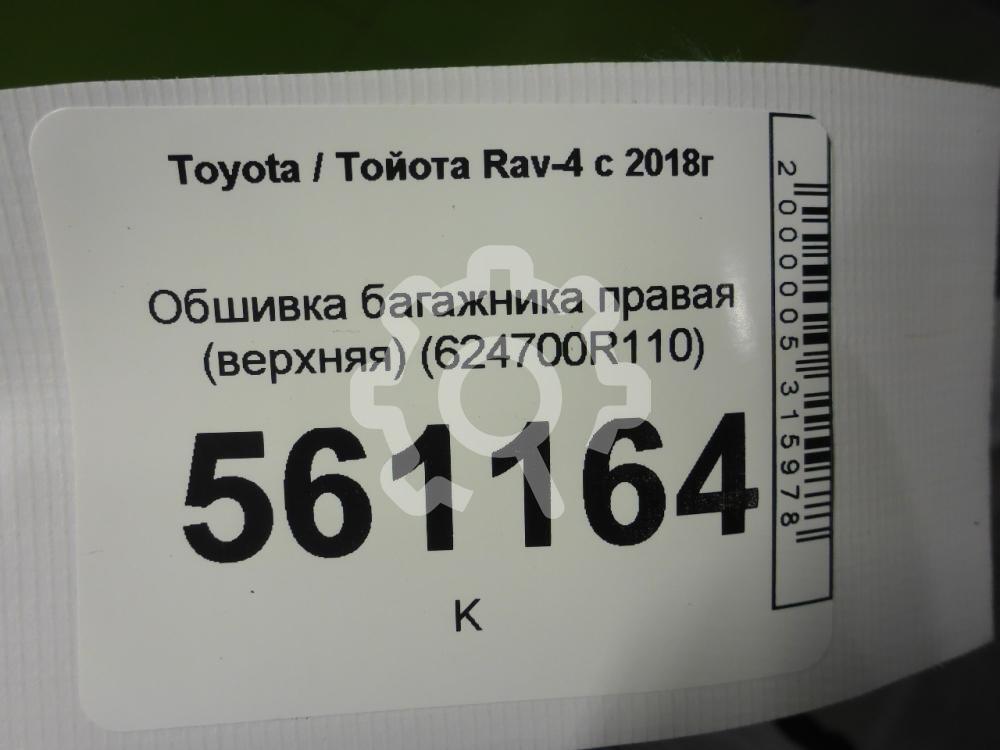 Toyota / Тойота Rav-4 с 2018г
Обшивка багажника правая
(верхняя) (624700R110)
561164
К
2000005315978